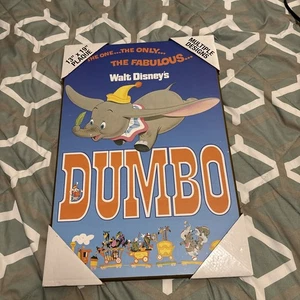 13" X 19"
PLAQUE
MULTIPLE
DESIGNS
THE ONE...THE ONLY...
THE FABULOUS...
Walt Disney's
DUMBO